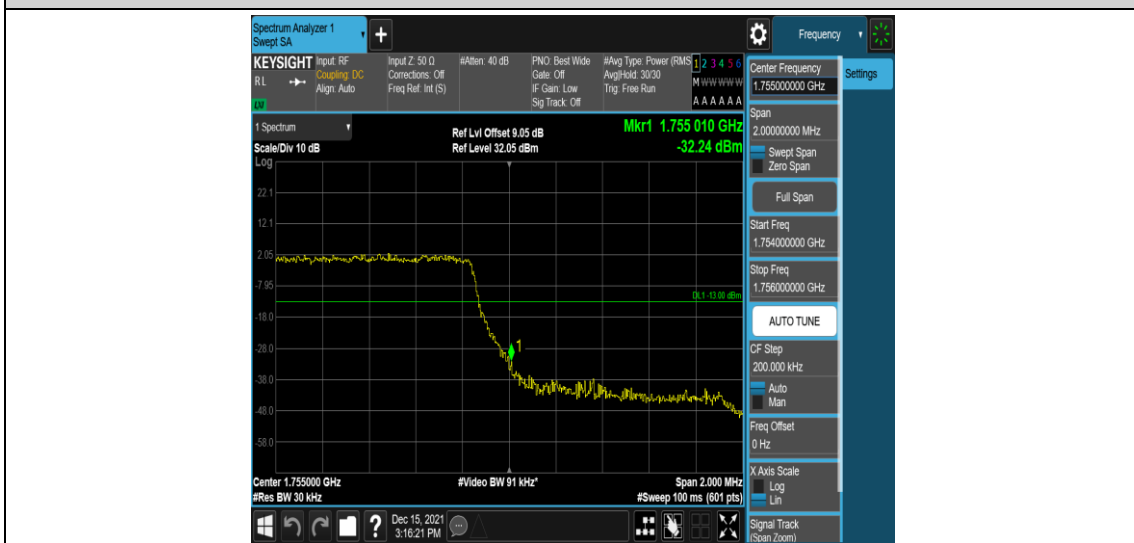 Spectrum Analyzer 1
Swept SA
+
Frequency
KEYSIGHT
RL
LXI
Input: RF
Coupling: DC
Align: Auto
Input Z: 50 Ω
Corrections: Off
Freq Ref: Int (S)
#Atten: 40 dB
PNO: Best Wide
Gate: Off
IF Gain: Low
Sig Track: Off
#Avg Type: Power (RMS
Avg|Hold: 30/30
Trig: Free Run
1 2 3 4 5 6
M W W W W W
A A A A A A
1 Spectrum
Scale/Div 10 dB
Log
Ref Lvl Offset 9.05 dB
Ref Level 32.05 dBm
Mkr1 1.755 010 GHz
-32.24 dBm
22.1
12.1
2.05
-7.95
-18.0
-28.0
-38.0
-48.0
-58.0
DL1 -13.00 dBm
1
Center 1.755000 GHz
#Res BW 30 kHz
#Video BW 91 kHz*
Span 2.000 MHz
#Sweep 100 ms (601 pts)
?
Dec 15, 2021
3:16:21 PM
Center Frequency
1.755000000 GHz
Span
2.00000000 MHz
Swept Span
Zero Span
Full Span
Start Freq
1.754000000 GHz
Stop Freq
1.756000000 GHz
AUTO TUNE
CF Step
200.000 kHz
Auto
Man
Freq Offset
0 Hz
X Axis Scale
Log
Lin
Signal Track
(Span Zoom)
Settings